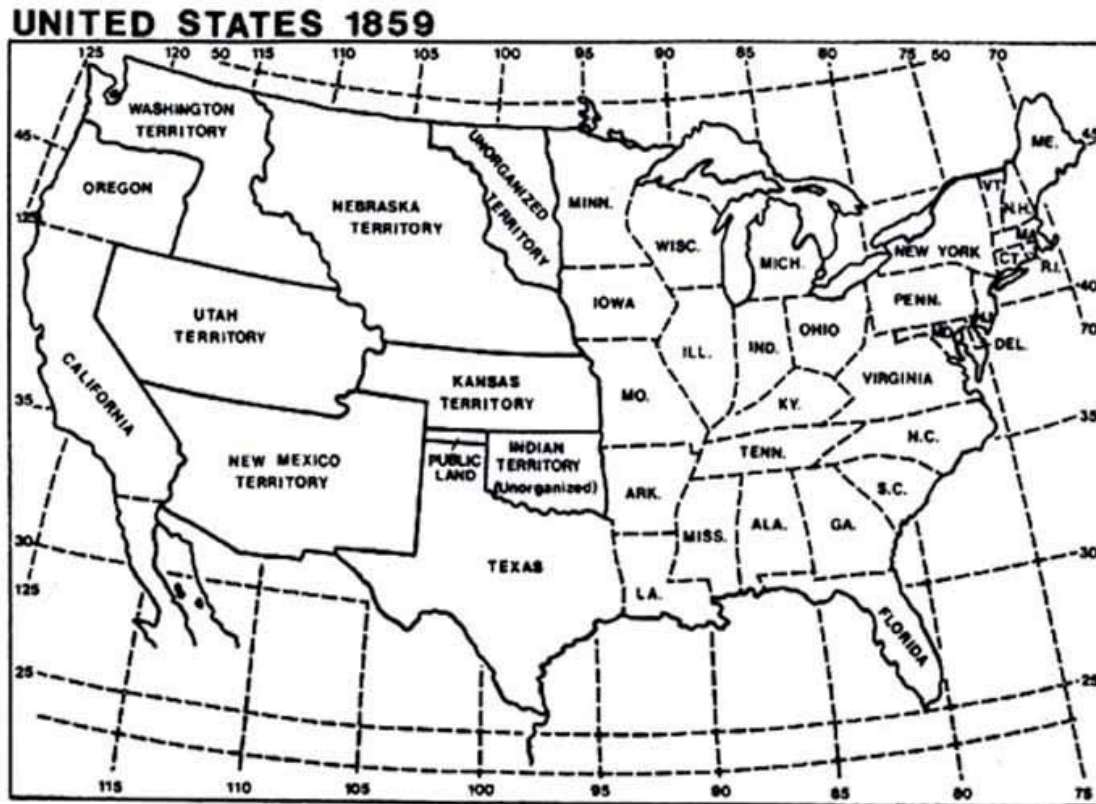 UNITED STATES 1859
125 120 50 115 110 105 100 95 90 85 80 75 50 70
WASHINGTON
TERRITORY
45
OREGON
125
NEBRASKA
TERRITORY
UNORGANIZED
TERRITORY
MINN.
WISC.
MICH.
IOWA
NEW YORK
VT.
N.H.
ME.
45
MA.
CT.
R.I.
40
PENN.
N.J.
70
MD.
DEL.
UTAH
TERRITORY
CALIFORNIA
35
KANSAS
TERRITORY
MO.
ILL.
IND.
OHIO
KY.
VIRGINIA
35
N.C.
TENN.
S.C.
NEW MEXICO
TERRITORY
PUBLIC
LAND
INDIAN
TERRITORY
(Unorganized)
ARK.
MISS.
ALA.
GA.
30
TEXAS
LA.
FLORIDA
30
125
25
25
115 110 105 100 95 90 85 80 75